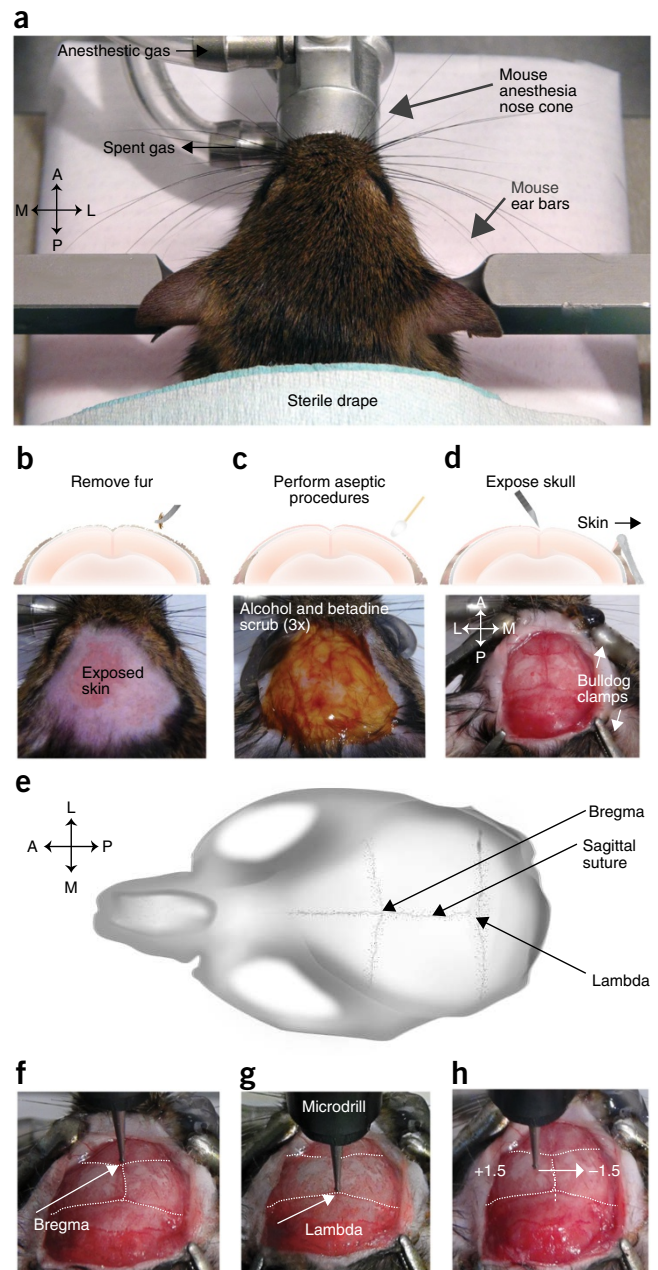 a
Anesthestic gas
Mouse
anesthesia
nose cone
Spent gas
A
M
L
P
Mouse
ear bars
Sterile drape
b
Remove fur
c
Perform aseptic
procedures
d
Expose skull
Skin
Exposed
skin
Alcohol and betadine
scrub (3x)
A
L
M
P
Bulldog
clamps
e
L
A
P
M
Bregma
Sagittal
suture
Lambda
f
Bregma
g
Microdrill
Lambda
h
+1.5
–1.5